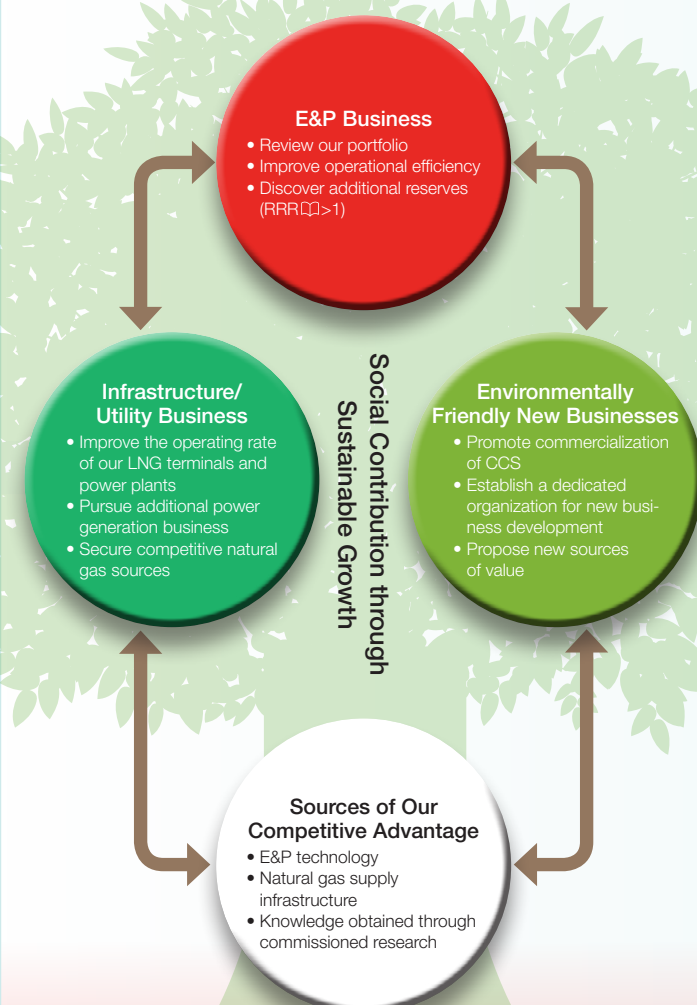 E&P Business
• Review our portfolio
• Improve operational efficiency
• Discover additional reserves
(RRR>1)
Infrastructure/
Utility Business
• Improve the operating rate
of our LNG terminals and
power plants
• Pursue additional power
generation business
• Secure competitive natural
gas sources
Social Contribution through
Sustainable Growth
Environmentally
Friendly New Businesses
• Promote commercialization
of CCS
• Establish a dedicated
organization for new busi-
ness development
• Propose new sources
of value
Sources of Our
Competitive Advantage
• E&P technology
• Natural gas supply
infrastructure
• Knowledge obtained through
commissioned research